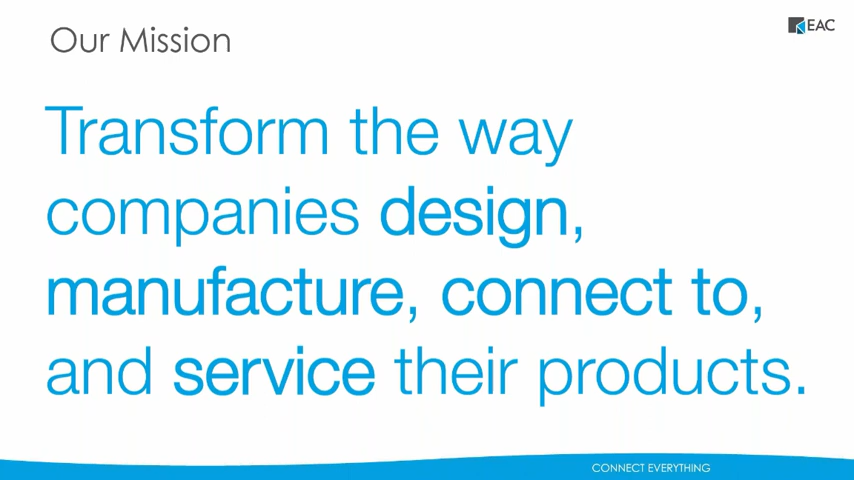 Our Mission
EAC
Transform the way
companies design,
manufacture, connect to,
and service their products.
CONNECT EVERYTHING